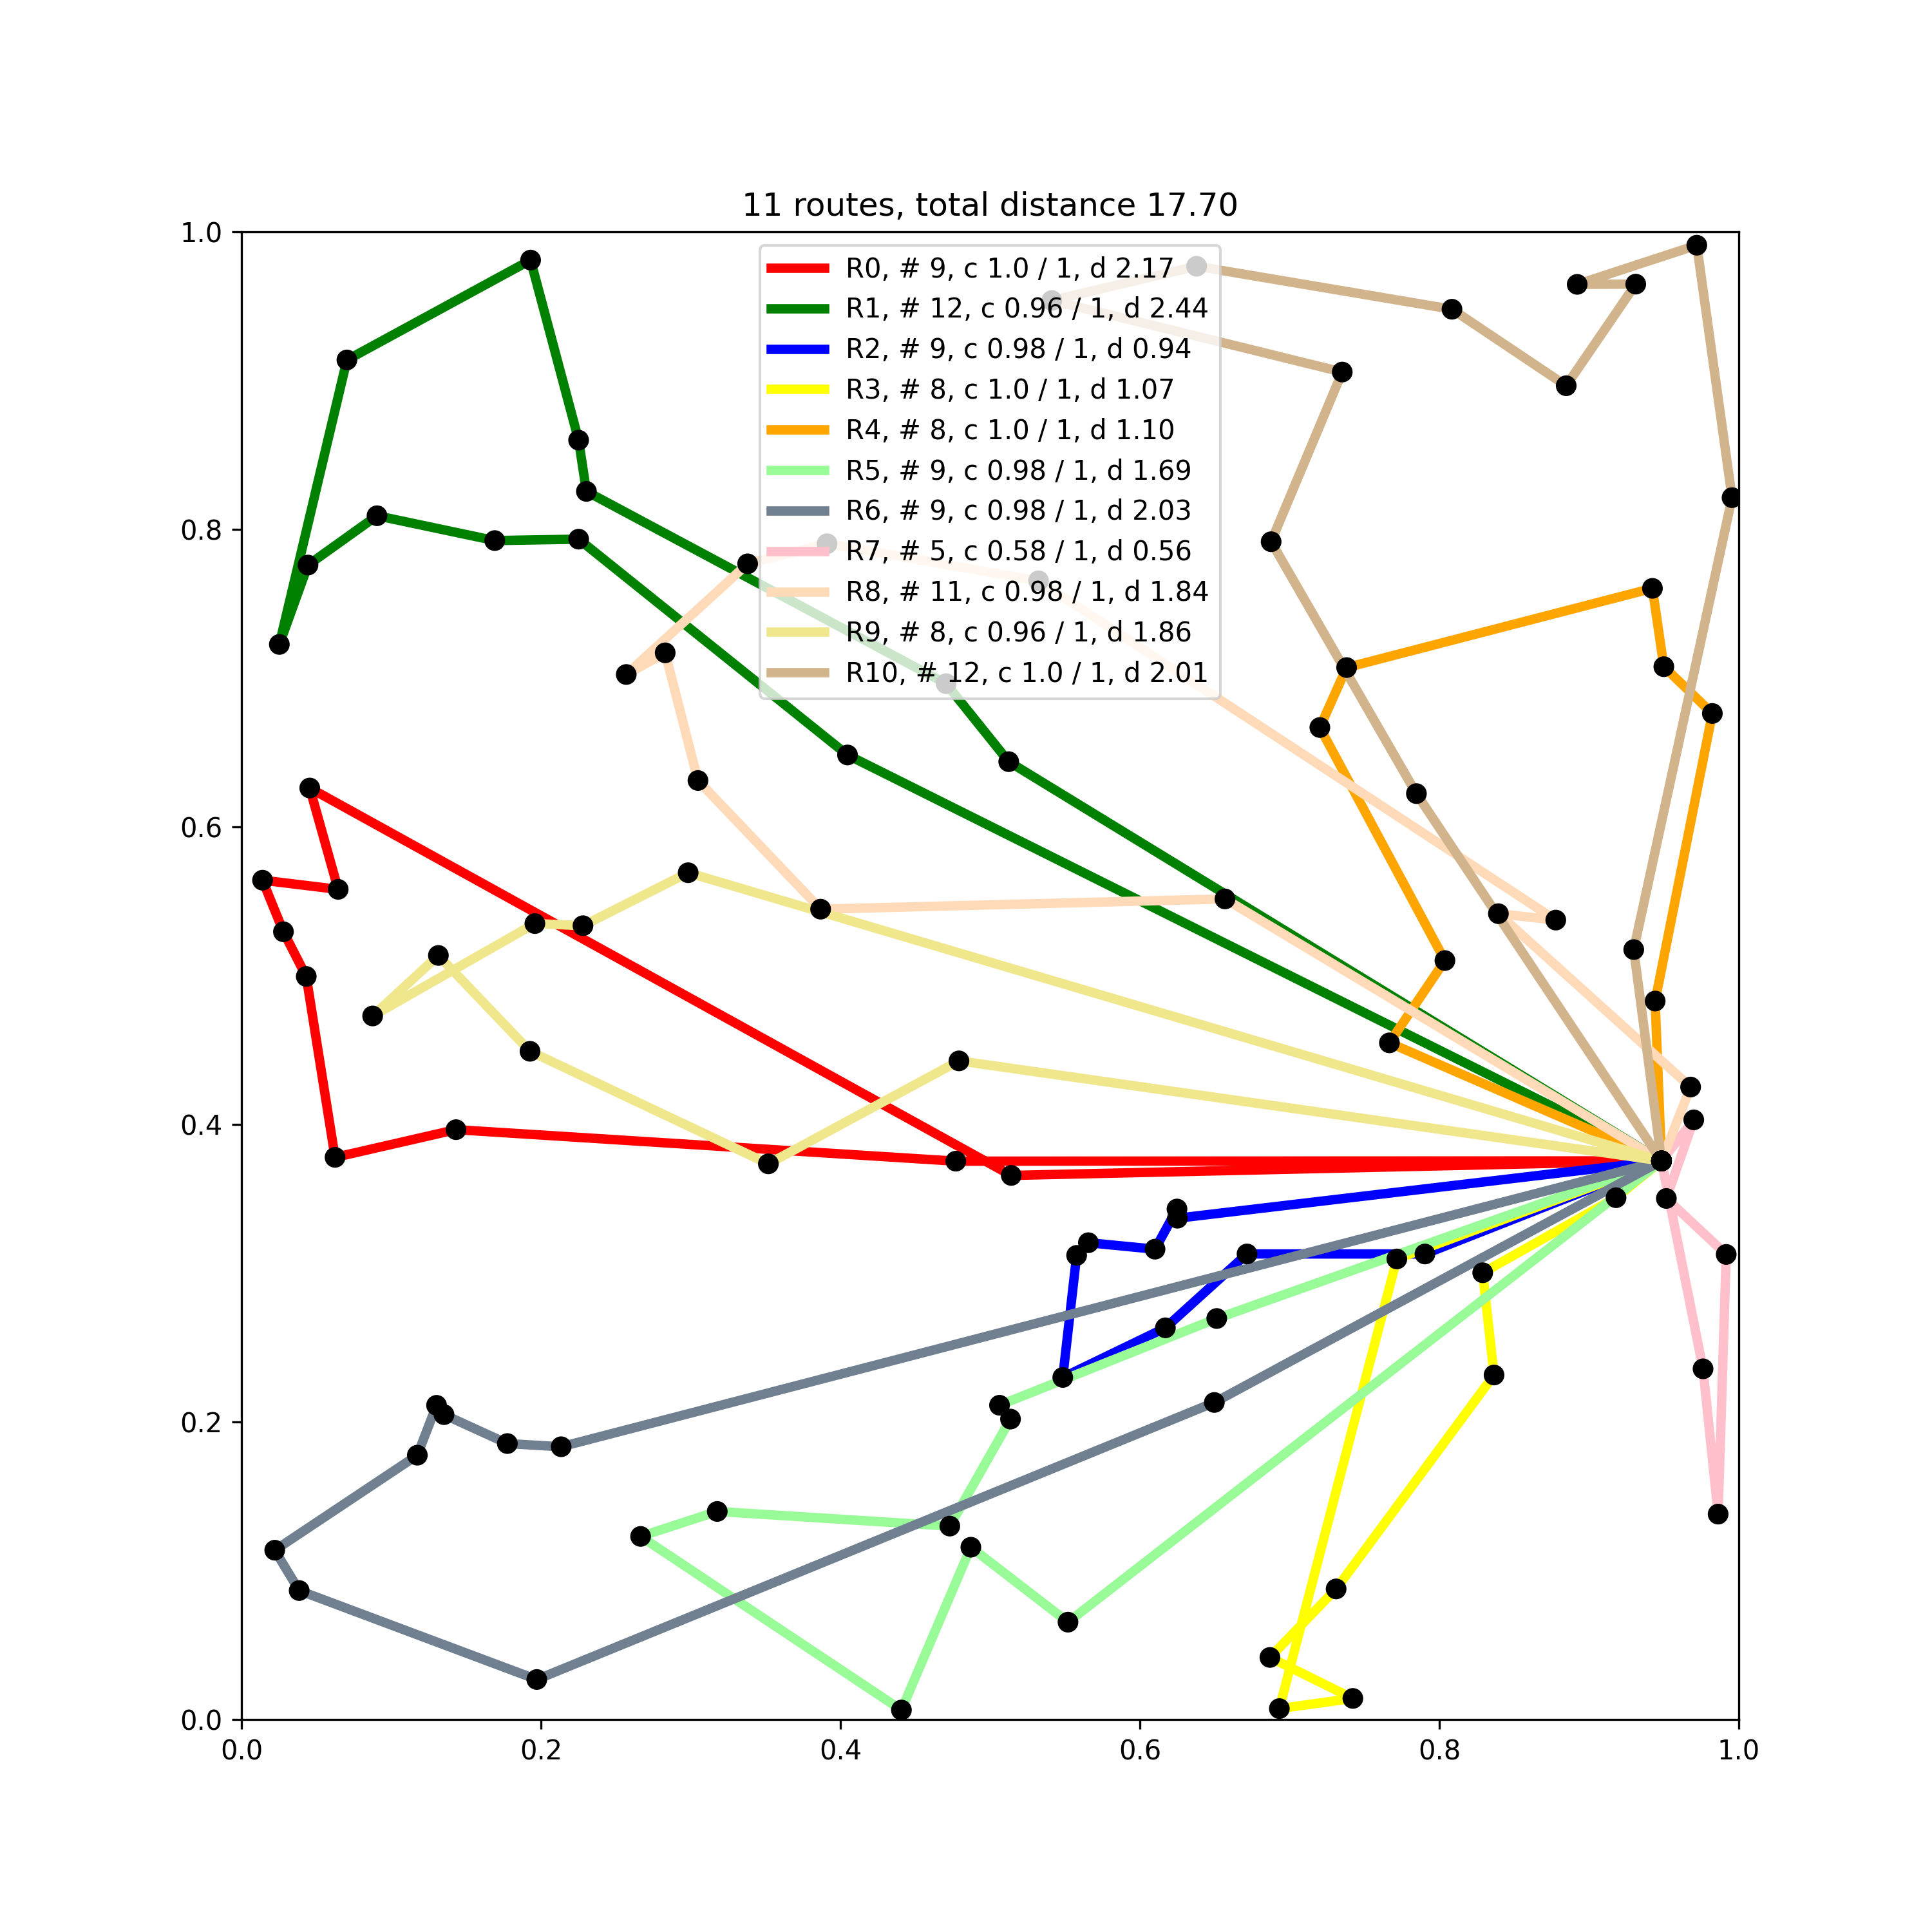 11 routes, total distance 17.70
1.0
R0, # 9, c 1.0 / 1, d 2.17
R1, # 12, c 0.96 / 1, d 2.44
R2, # 9, c 0.98 / 1, d 0.94
R3, # 8, c 1.0 / 1, d 1.07
R4, # 8, c 1.0 / 1, d 1.10
R5, # 9, c 0.98 / 1, d 1.69
0.8
R6, # 9, c 0.98 / 1, d 2.03
R7, # 5, c 0.58 / 1, d 0.56
R8, # 11, c 0.98 / 1, d 1.84
R9, # 8, c 0.96 / 1, d 1.86
R10, # 12, c 1.0 / 1, d 2.01
0.6
0.4
0.2
0.0
0.0 0.2 0.4 0.6 0.8 1.0